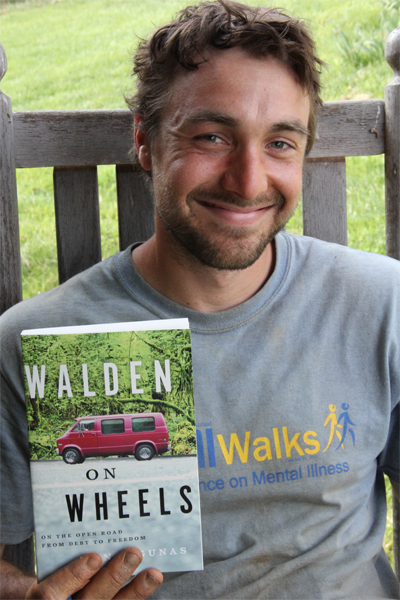 WALDEN
ON
WHEELS
ON THE OPEN ROAD
FROM DEBT TO FREEDOM
Walks
on Mental Illness